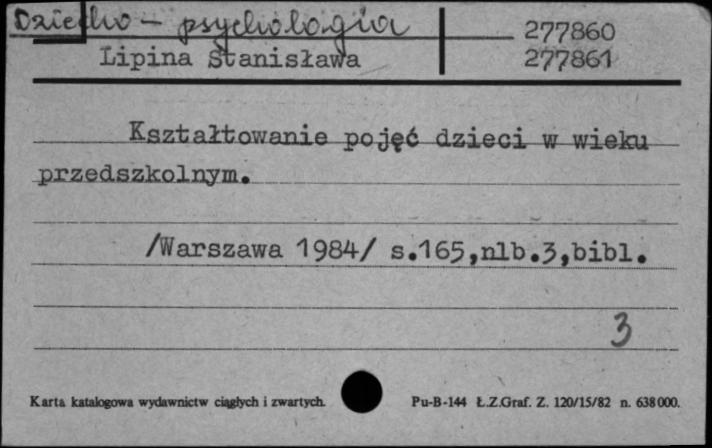 Dziecko - psychologia
277860
Lipina Stanisława
277861
Kształtowanie pojęć dzieci w wieku
przedszkolnym.
/Warszawa 1984/ s.165,nlb.3,bibl.
3
Karta katalogowa wydawnictw ciągłych i zwartych. Pu-B-144 Ł.Z.Graf. Z. 120/15/82 n. 638000.